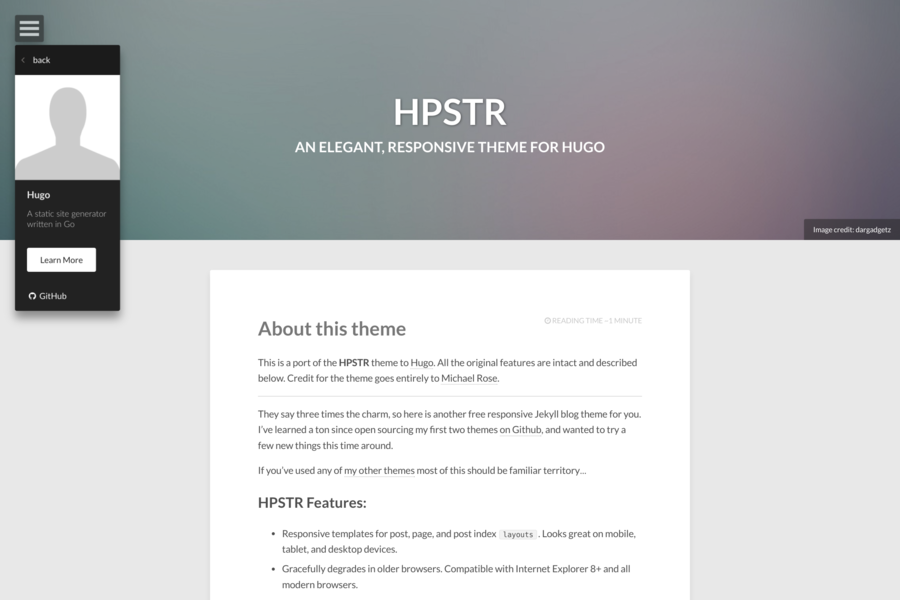 back
Hugo
A static site generator
written in Go
Learn More
GitHub
HPSTR
AN ELEGANT, RESPONSIVE THEME FOR HUGO
Image credit: dargadgetz
About this theme
READING TIME ~1 MINUTE
This is a port of the HPSTR theme to Hugo. All the original features are intact and described
below. Credit for the theme goes entirely to Michael Rose.
They say three times the charm, so here is another free responsive Jekyll blog theme for you.
I've learned a ton since open sourcing my first two themes on Github, and wanted to try a
few new things this time around.
If you've used any of my other themes most of this should be familiar territory...
HPSTR Features:
• Responsive templates for post, page, and post index layouts. Looks great on mobile,
tablet, and desktop devices.
• Gracefully degrades in older browsers. Compatible with Internet Explorer 8+ and all
modern browsers.